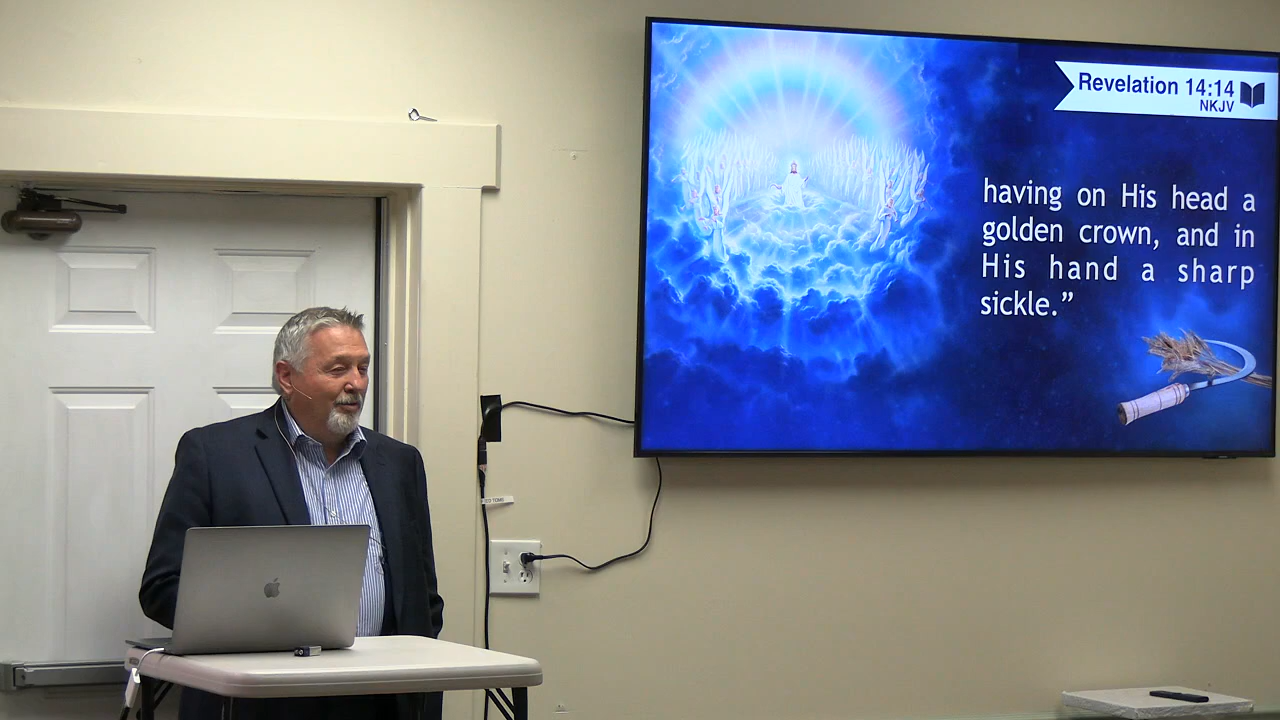 Revelation 14:14
NKJV
having on His head a
golden crown, and in
His hand a sharp
sickle.”